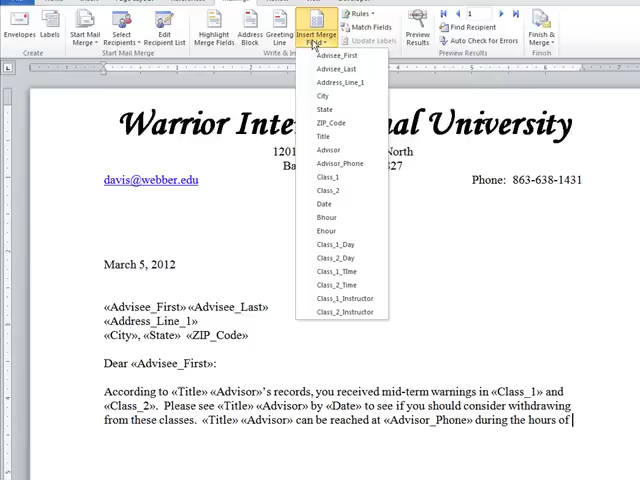 Envelopes Labels Start Mail Merge Select Recipients Edit Recipient List Highlight Merge Fields Address Block Greeting Line Insert Merge Field Rules Match Fields Update Labels Preview Results 1 Find Recipient Auto Check for Errors Finish & Merge
Create Start Mail Merge Write & I Preview Results Finish
Advisee_First
Advisee_Last
Address_Line_1
City
State
ZIP_Code
Title
Advisor
Advisor_Phone
Class_1
Class_2
Date
Bhour
Ehour
Class_1_Day
Class_2_Day
Class_1_TIme
Class_2_Time
Class_1_Instructor
Class_2_Instructor
Warrior Inte nal University
1201 North
Ba 827
davis@webber.edu Phone: 863-638-1431
March 5, 2012
«Advisee_First» «Advisee_Last»
«Address_Line_1»
«City», «State» «ZIP_Code»
Dear «Advisee_First»:
According to «Title» «Advisor»'s records, you received mid-term warnings in «Class_1» and
«Class_2». Please see «Title» «Advisor» by «Date» to see if you should consider withdrawing
from these classes. «Title» «Advisor» can be reached at «Advisor_Phone» during the hours of